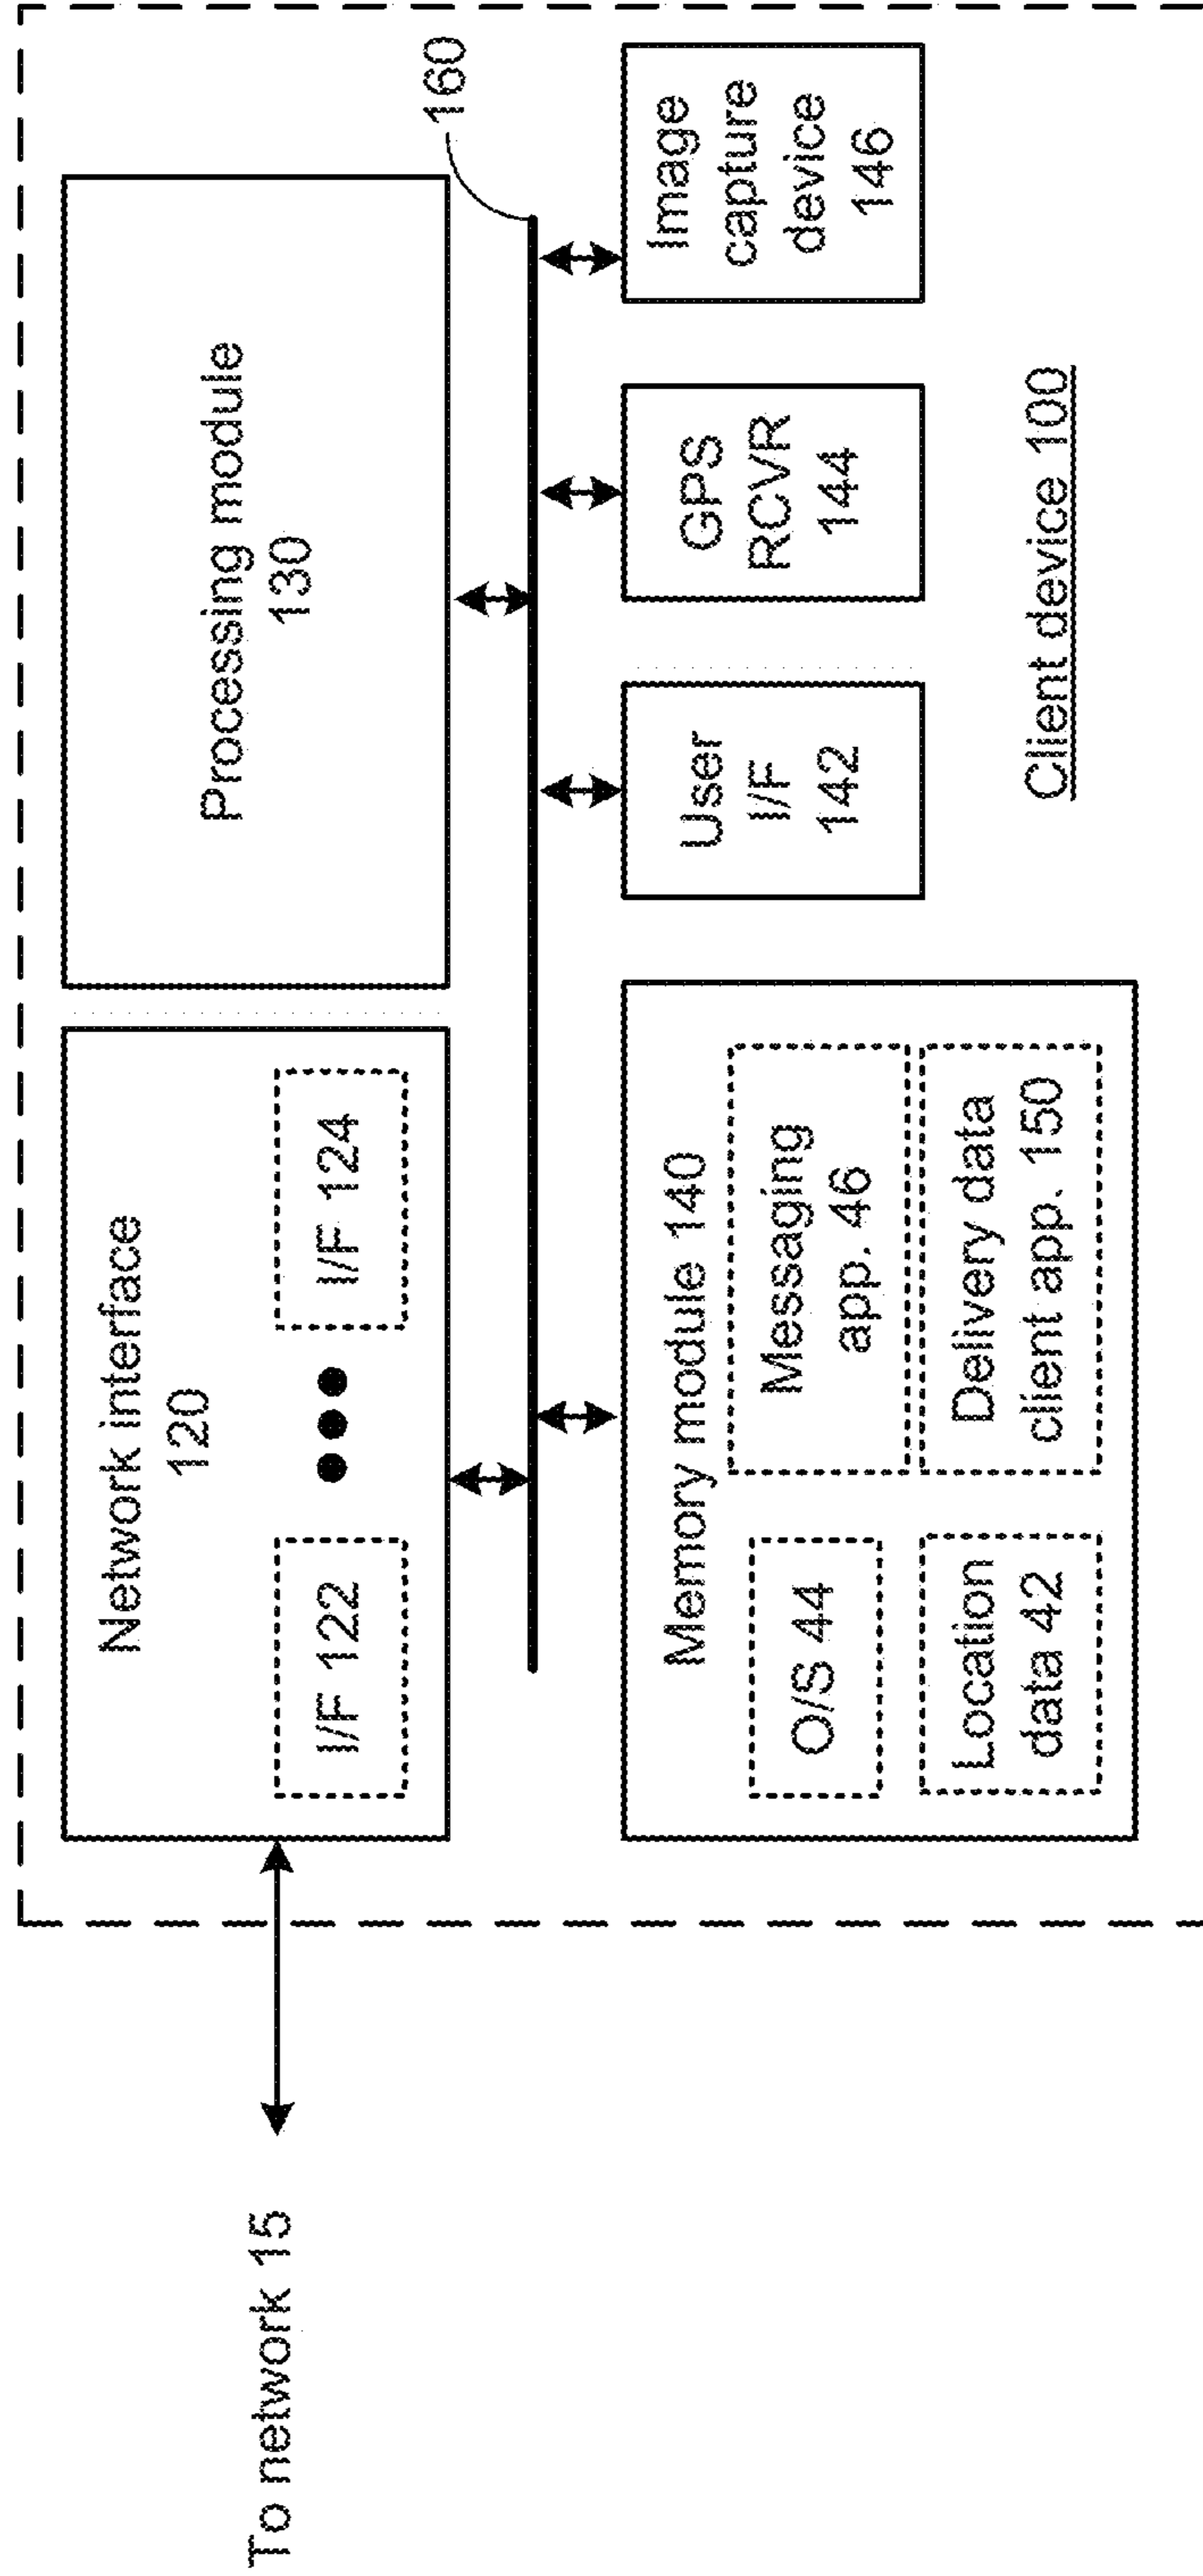 To network 15
Network interface
120
I/F 122
I/F 124
Processing module
130
160
Memory module 140
O/S 44
Messaging
app. 46
Location
data 42
Delivery data
client app. 150
User
I/F
142
GPS
RCVR
144
Image
capture
device
146
Client device 100